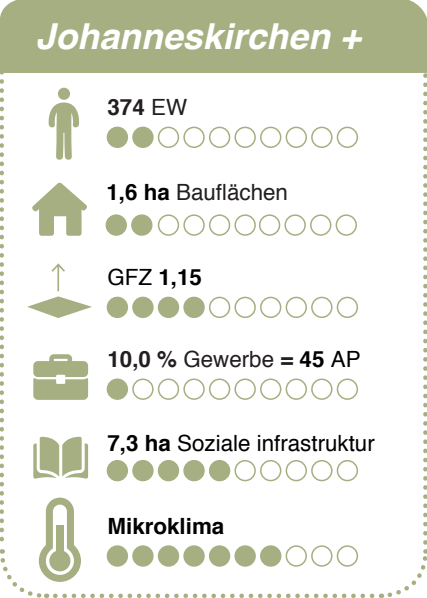 Johanneskirchen +
374 EW
1,6 ha Bauflächen
GFZ 1,15
10,0 % Gewerbe = 45 AP
7,3 ha Soziale infrastruktur
Mikroklima